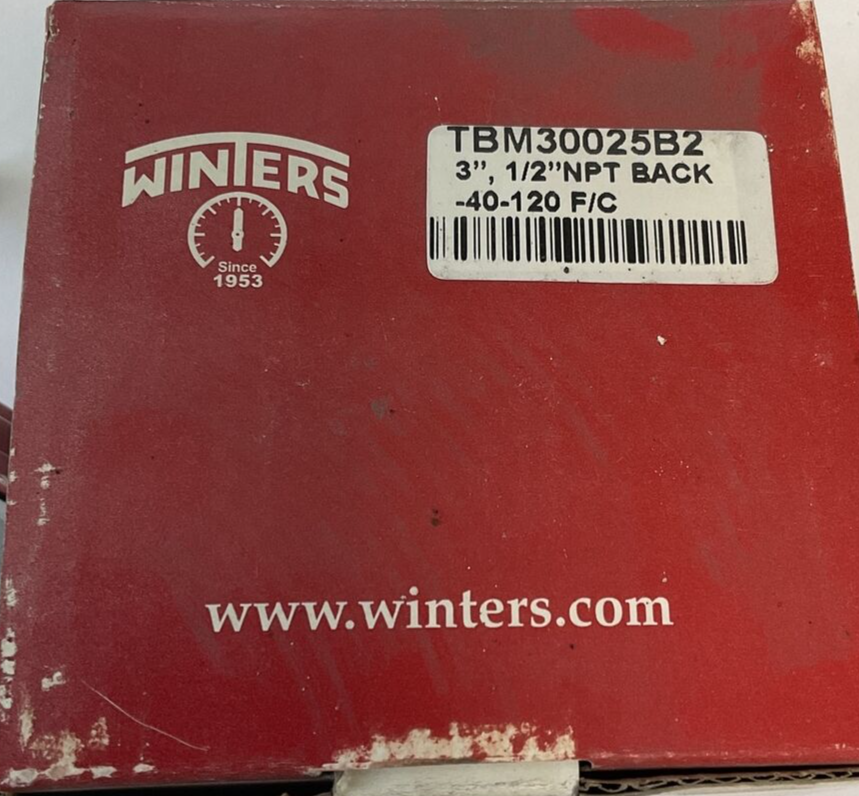 WINTERS
Since
1953
TBM30025B2
3”, 1/2”NPT BACK
-40-120 F/C
www.winters.com